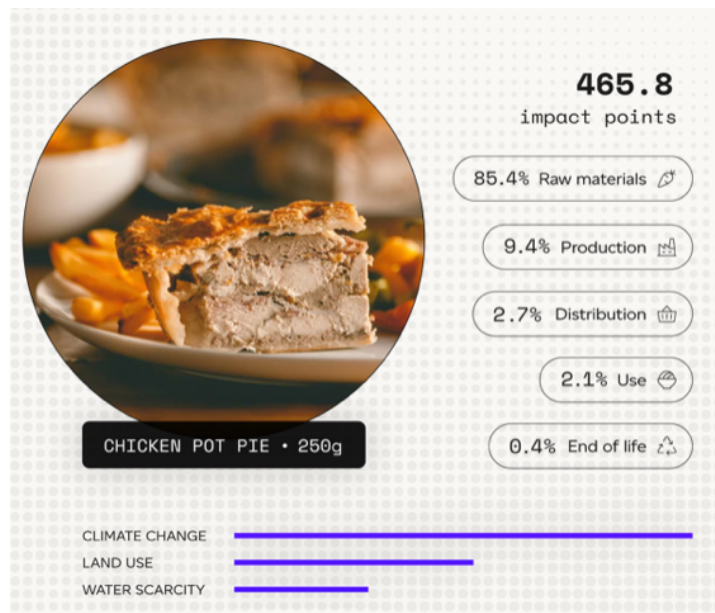 465.8
impact points
85.4% Raw materials
9.4% Production
2.7% Distribution
2.1% Use
0.4% End of life
CHICKEN POT PIE • 250g
CLIMATE CHANGE
LAND USE
WATER SCARCITY